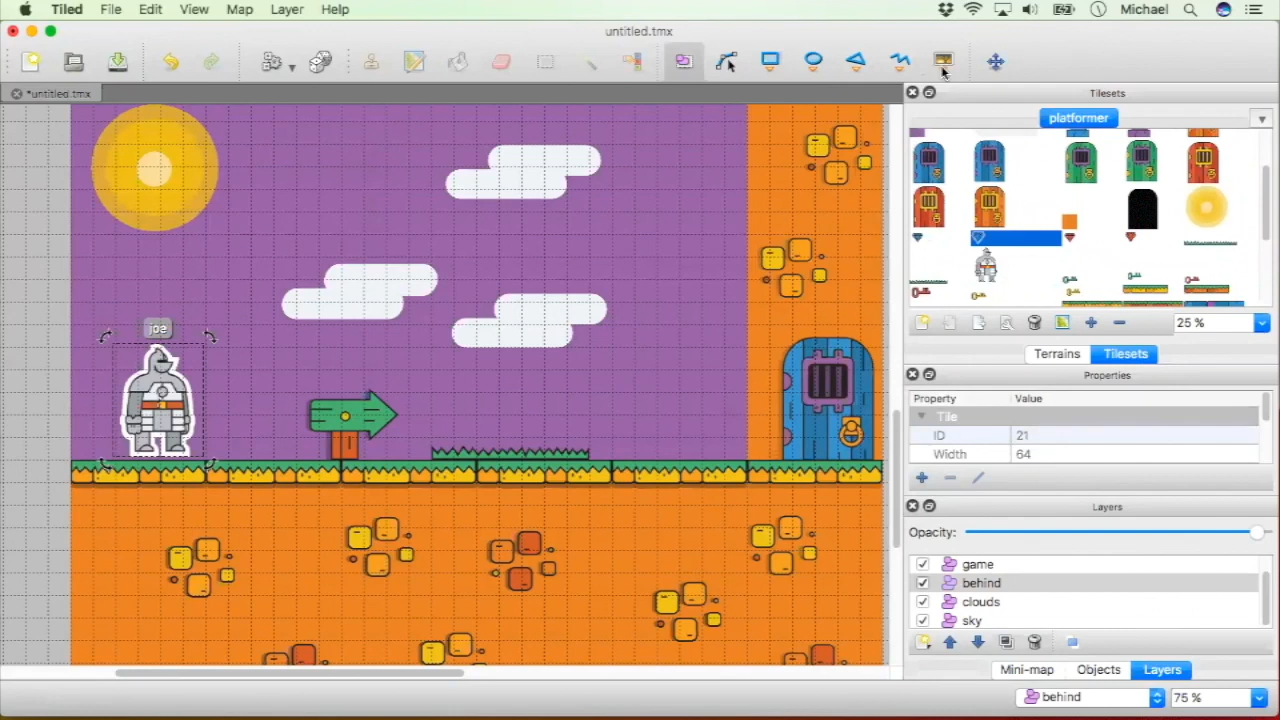 Tiled File Edit View Map Layer Help Michael
untitled.tmx
*untitled.tmx
Tilesets
platformer
joe
25 %
Terrains Tilesets
Properties
Property Value
Tile
ID 21
Width 64
Layers
Opacity:
game
behind
clouds
sky
Mini-map Objects Layers
behind 75 %